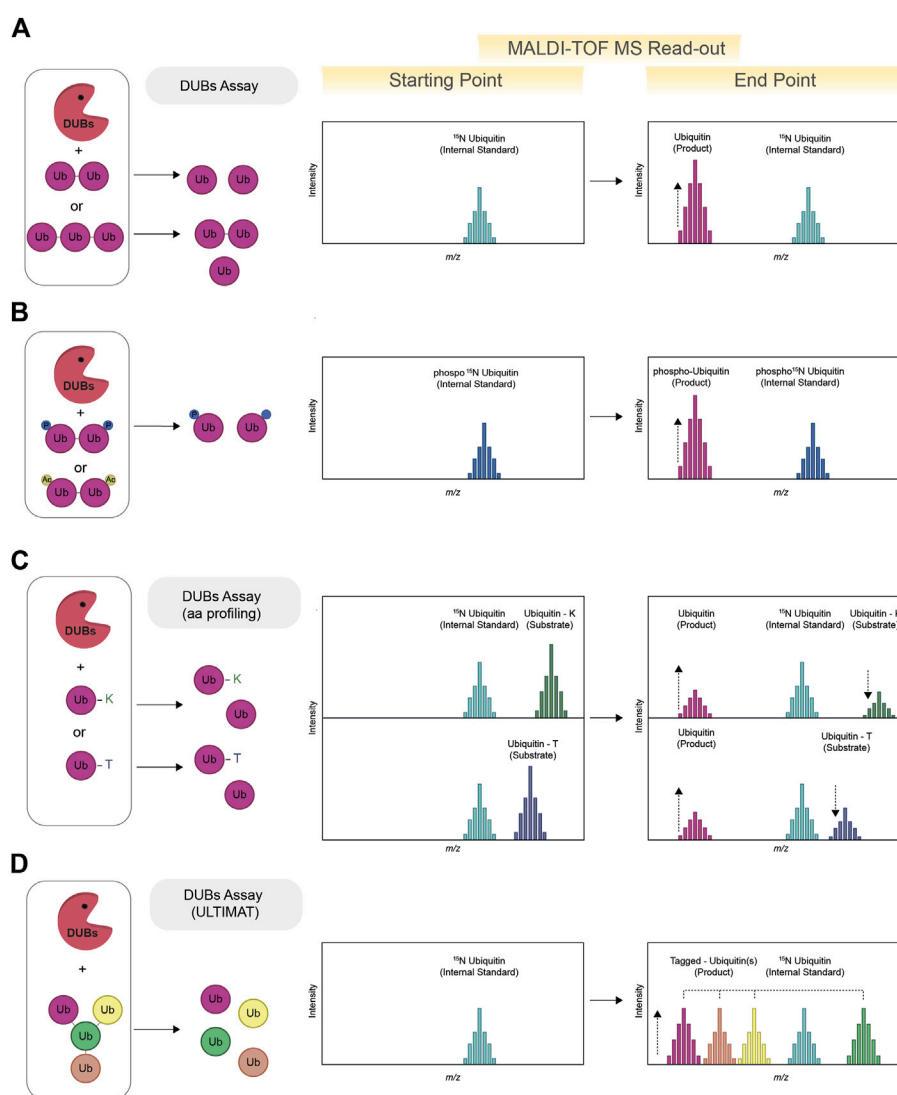 A
MALDI-TOF MS Read-out
DUBs Assay
Starting Point
End Point
DUBs
+
Ub Ub
or
Ub Ub Ub
Ub Ub
Ub Ub
Ub
Intensity
¹⁵N Ubiquitin
(Internal Standard)
m/z
Intensity
Ubiquitin
(Product)
¹⁵N Ubiquitin
(Internal Standard)
m/z
B
DUBs
+
P P
Ub Ub
or
Ac Ac
Ub Ub
P
Ub Ub
Intensity
phospo ¹⁵N Ubiquitin
(Internal Standard)
m/z
Intensity
phospho-Ubiquitin
(Product)
phospho¹⁵N Ubiquitin
(Internal Standard)
m/z
C
DUBs Assay
(aa profiling)
DUBs
+
Ub - K
or
Ub - T
Ub - K
Ub
Ub - T
Ub
Intensity
¹⁵N Ubiquitin
(Internal Standard)
Ubiquitin - K
(Substrate)
Ubiquitin - T
(Substrate)
m/z
Intensity
Ubiquitin
(Product)
¹⁵N Ubiquitin
(Internal Standard)
Ubiquitin - K
(Substrate)
Ubiquitin
(Product)
Ubiquitin - T
(Substrate)
m/z
D
DUBs Assay
(ULTIMAT)
DUBs
+
Ub Ub
Ub
Ub
Ub
Ub
Ub
Ub
Intensity
¹⁵N Ubiquitin
(Internal Standard)
m/z
Intensity
Tagged - Ubiquitin(s)
(Product)
¹⁵N Ubiquitin
(Internal Standard)
m/z